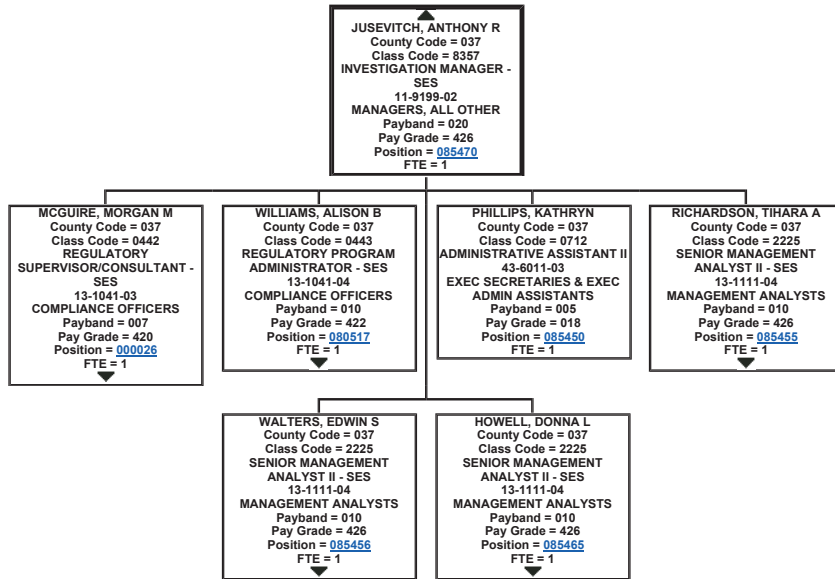 JUSEVITCH, ANTHONY R
County Code = 037
Class Code = 8357
INVESTIGATION MANAGER -
SES
11-9199-02
MANAGERS, ALL OTHER
Payband = 020
Pay Grade = 426
Position = 085470
FTE = 1
MCGUIRE, MORGAN M
County Code = 037
Class Code = 0442
REGULATORY
SUPERVISOR/CONSULTANT -
SES
13-1041-03
COMPLIANCE OFFICERS
Payband = 007
Pay Grade = 420
Position = 000026
FTE = 1
WILLIAMS, ALISON B
County Code = 037
Class Code = 0443
REGULATORY PROGRAM
ADMINISTRATOR - SES
13-1041-04
COMPLIANCE OFFICERS
Payband = 010
Pay Grade = 422
Position = 080517
FTE = 1
PHILLIPS, KATHRYN
County Code = 037
Class Code = 0712
ADMINISTRATIVE ASSISTANT II
43-6011-03
EXEC SECRETARIES & EXEC
ADMIN ASSISTANTS
Payband = 005
Pay Grade = 018
Position = 085450
FTE = 1
RICHARDSON, TIHARA A
County Code = 037
Class Code = 2225
SENIOR MANAGEMENT
ANALYST II - SES
13-1111-04
MANAGEMENT ANALYSTS
Payband = 010
Pay Grade = 426
Position = 085455
FTE = 1
WALTERS, EDWIN S
County Code = 037
Class Code = 2225
SENIOR MANAGEMENT
ANALYST II - SES
13-1111-04
MANAGEMENT ANALYSTS
Payband = 010
Pay Grade = 426
Position = 085456
FTE = 1
HOWELL, DONNA L
County Code = 037
Class Code = 2225
SENIOR MANAGEMENT
ANALYST II - SES
13-1111-04
MANAGEMENT ANALYSTS
Payband = 010
Pay Grade = 426
Position = 085465
FTE = 1